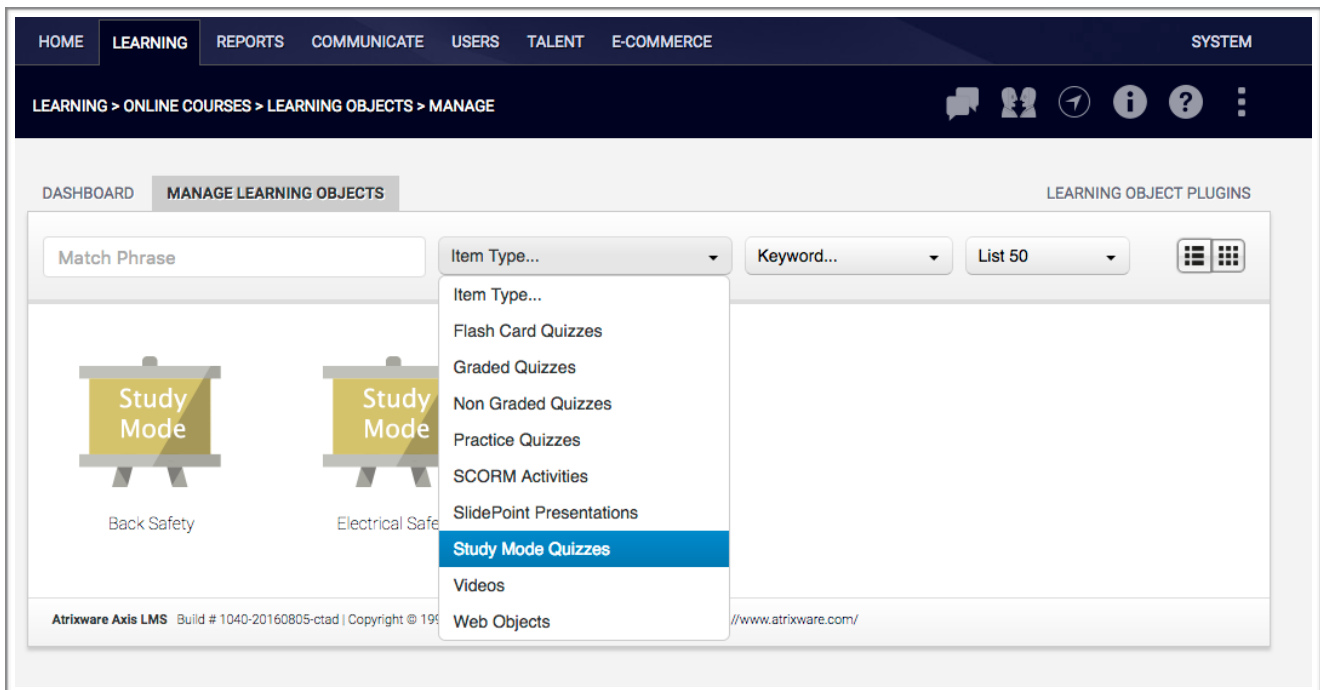 HOME LEARNING REPORTS COMMUNICATE USERS TALENT E-COMMERCE SYSTEM
LEARNING > ONLINE COURSES > LEARNING OBJECTS > MANAGE
DASHBOARD MANAGE LEARNING OBJECTS LEARNING OBJECT PLUGINS
Match Phrase Item Type... Keyword... List 50
Item Type...
Flash Card Quizzes
Graded Quizzes
Non Graded Quizzes
Practice Quizzes
SCORM Activities
SlidePoint Presentations
Study Mode Quizzes
Videos
Web Objects
Study
Mode
Back Safety
Study
Mode
Electrical Safe
Atrixware Axis LMS Build # 1040-20160805-ctad | Copyright © 199 //www.atrixware.com/